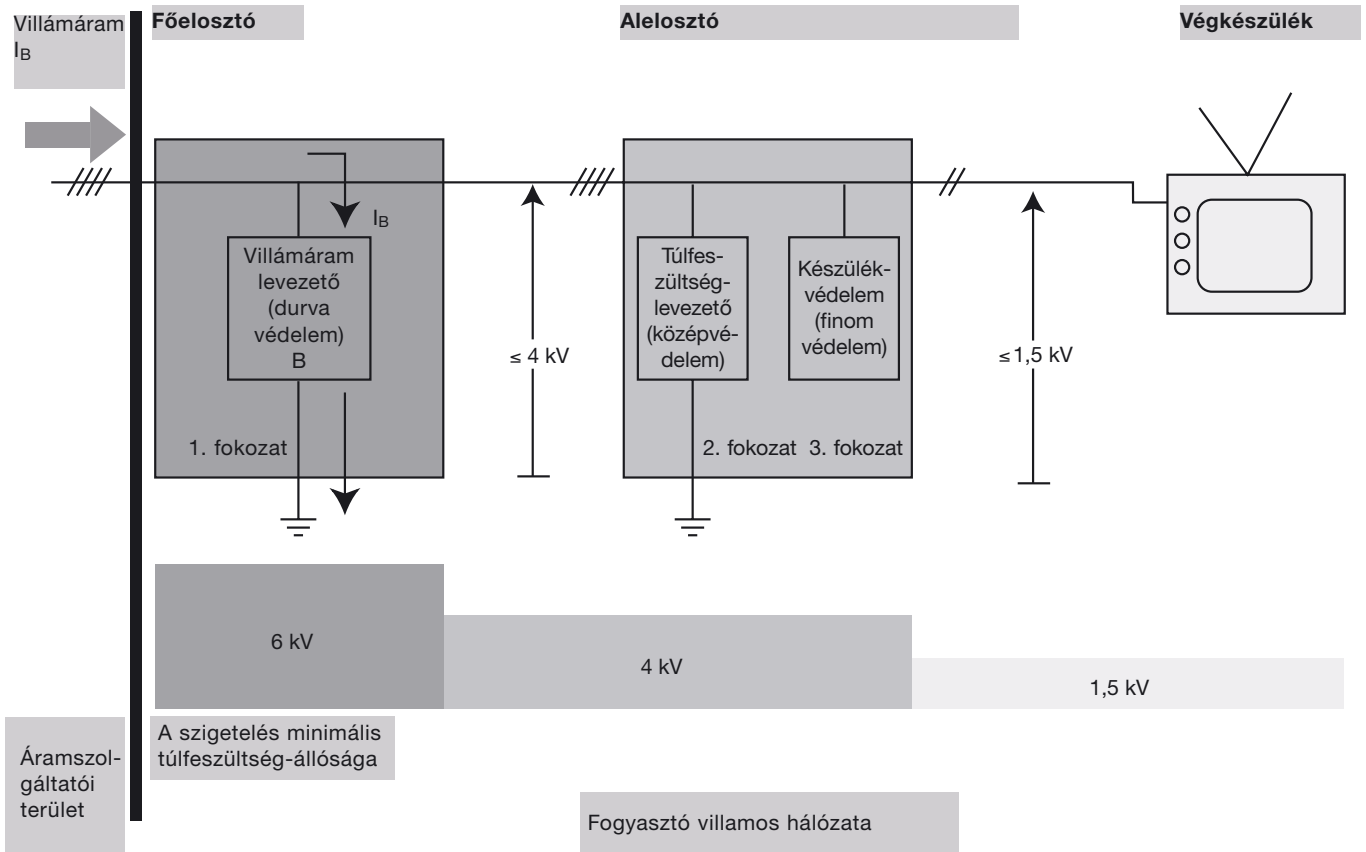 Villámáram
IB
Főelosztó
Alelosztó
Végkészülék
IB
Villámáram
levezető
(durva
védelem)
B
1. fokozat
≤ 4 kV
Túlfes-
zültség-
levezető
(középvé-
delem)
Készülék-
védelem
(finom
védelem)
2. fokozat 3. fokozat
≤ 1,5 kV
6 kV
4 kV
1,5 kV
A szigetelés minimális
túlfeszültség-állósága
Áramszol-
gáltatói
terület
Fogyasztó villamos hálózata